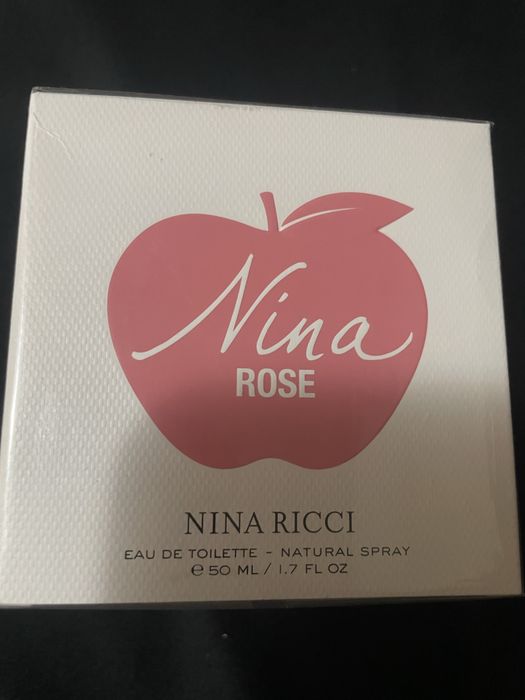 Nina
ROSE
NINA RICCI
EAU DE TOILETTE - NATURAL SPRAY
℮ 50 ML / 1.7 FL OZ